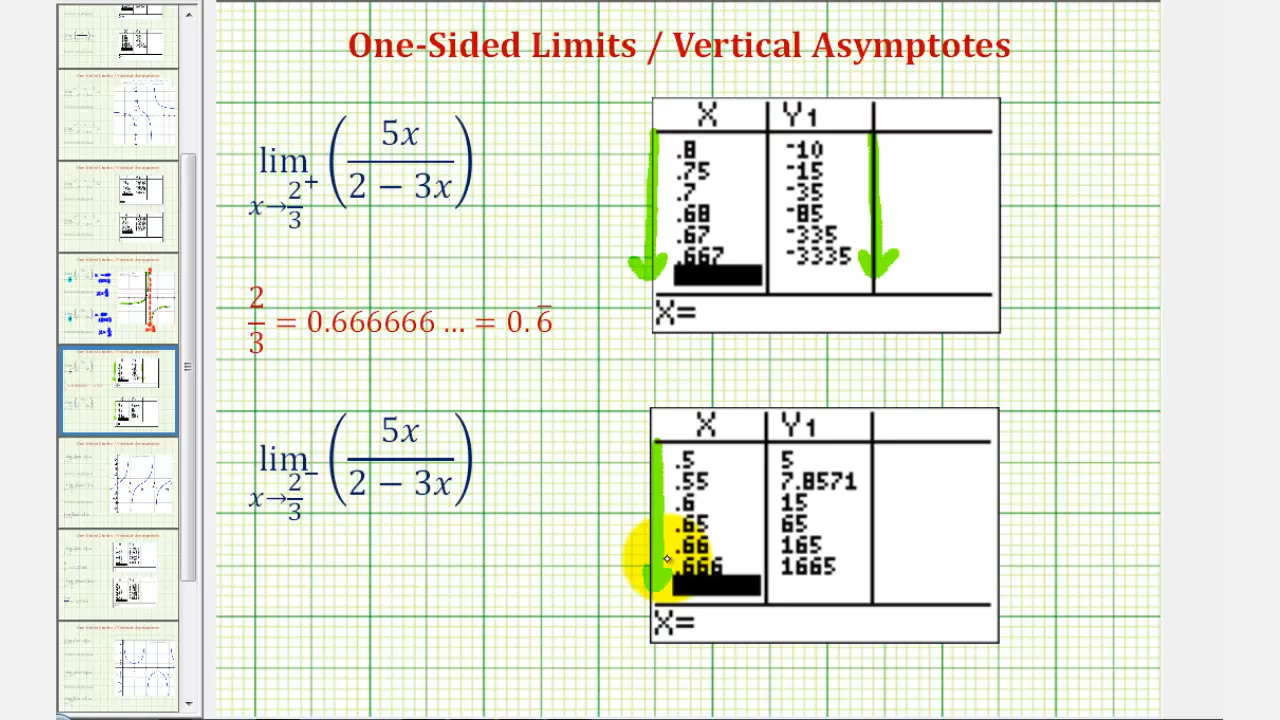 One-Sided Limits / Vertical Asymptotes
lim x→2/3⁺ (5x / (2 − 3x))
X Y₁
.8 ⁻10
.75 ⁻15
.7 ⁻35
.68 ⁻85
.67 ⁻335
.667 ⁻3335
X=
2/3 = 0.666666 ... = 0.6̅
lim x→2/3⁻ (5x / (2 − 3x))
X Y₁
.5 5
.55 7.8571
.6 15
.65 65
.66 165
.666 1665
X=